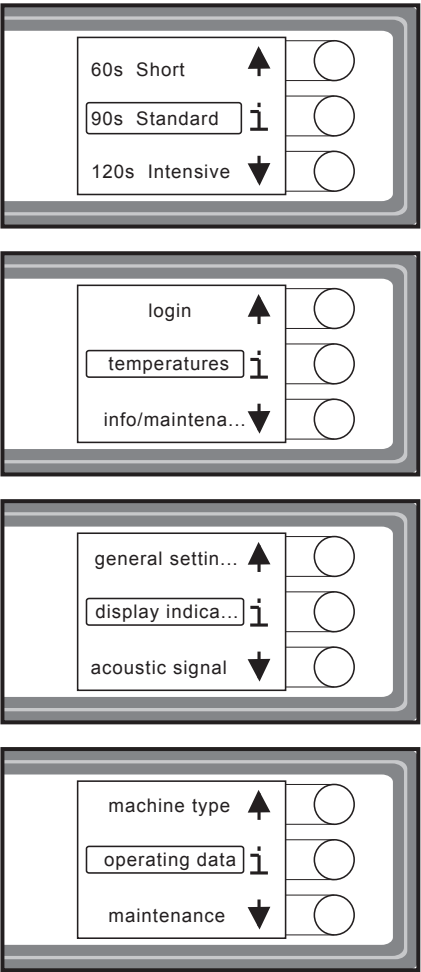 60s Short
90s Standard i
120s Intensive
login
temperatures i
info/maintena...
general settin...
display indica... i
acoustic signal
machine type
operating data i
maintenance